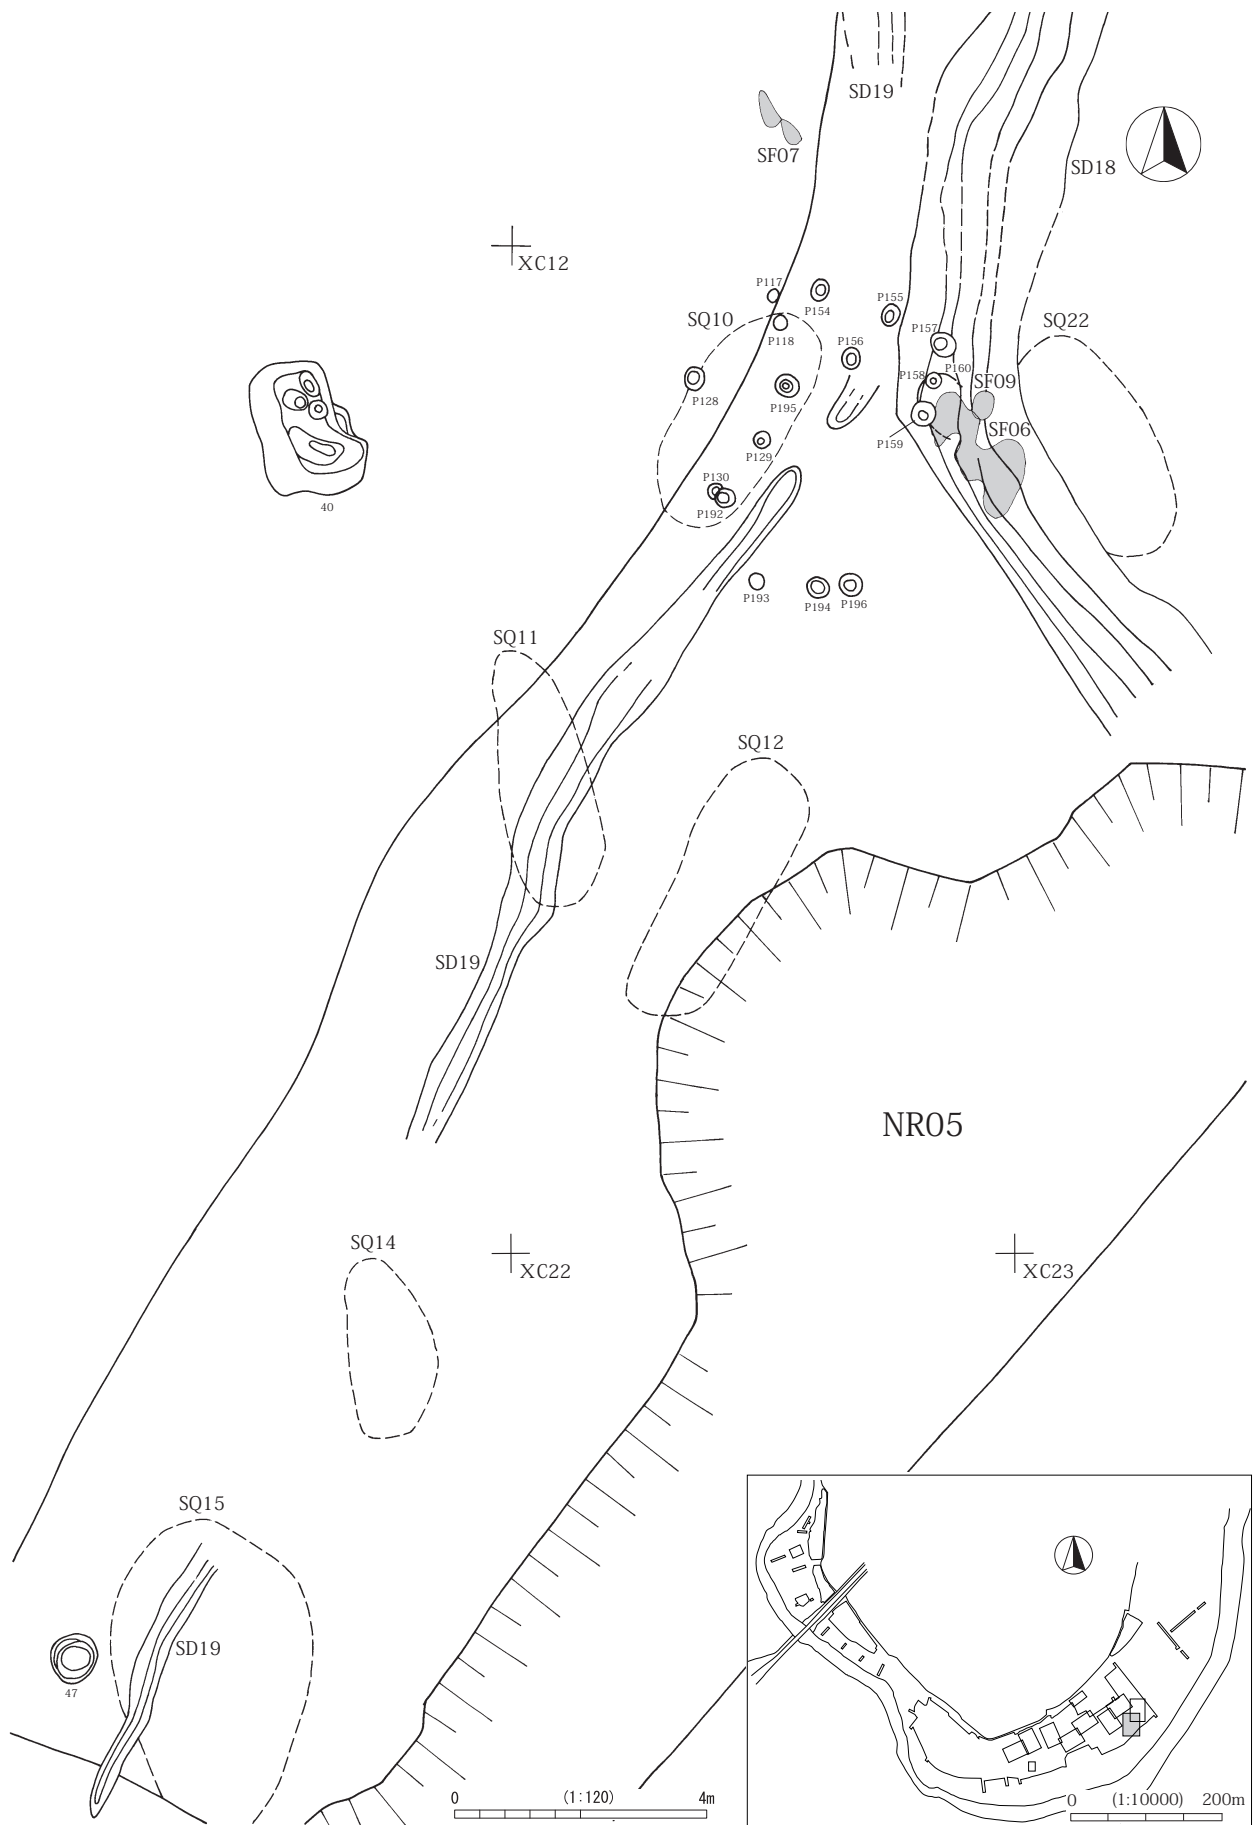 SD19
SF07
SD18
XC12
P117
P154
P155
SQ10
SQ22
P118
P156
P157
P128
P195
P158
P160
SF09
SF06
P159
P129
P130
P192
40
P193
P194
P196
SQ11
SQ12
SD19
NR05
SQ14
XC22
XC23
SQ15
SD19
47
0 (1:120) 4m
0 (1:10000) 200m